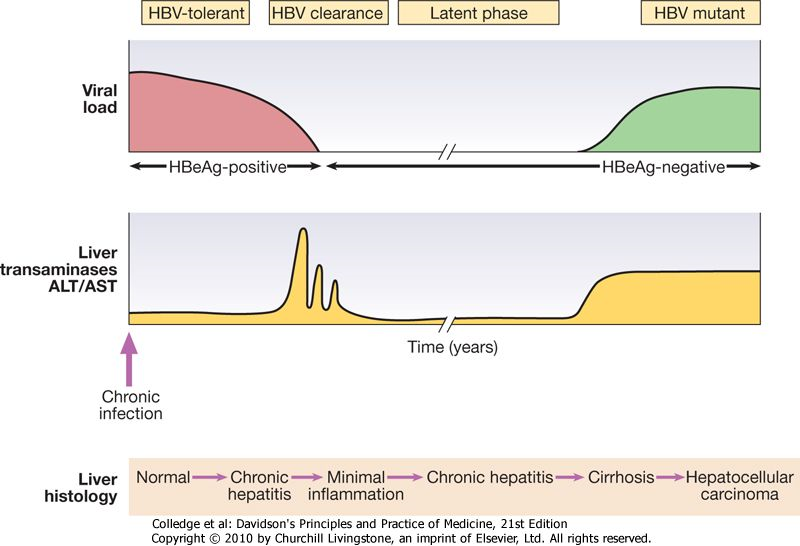 HBV-tolerant HBV clearance Latent phase HBV mutant
Viral
load
HBeAg-positive HBeAg-negative
Liver
transaminases
ALT/AST
Time (years)
Chronic
infection
Liver
histology
Normal Chronic
hepatitis Minimal
inflammation Chronic hepatitis Cirrhosis Hepatocellular
carcinoma
Colledge et al: Davidson's Principles and Practice of Medicine, 21st Edition
Copyright © 2010 by Churchill Livingstone, an imprint of Elsevier, Ltd. All rights reserved.